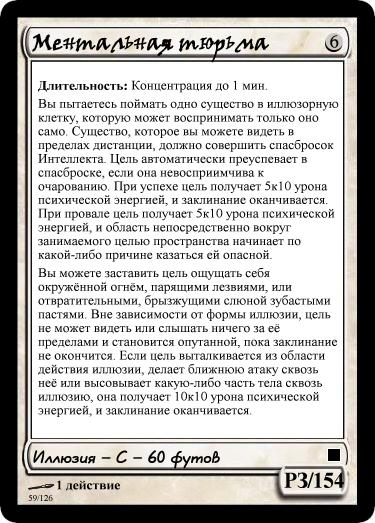 Ментальная тюрьма 6
Длительность: Концентрация до 1 мин.
Вы пытаетесь поймать одно существо в иллюзорную
клетку, которую может воспринимать только оно
само. Существо, которое вы можете видеть в
пределах дистанции, должно совершить спасбросок
Интеллекта. Цель автоматически преуспевает в
спасброске, если она невосприимчива к
очарованию. При успехе цель получает 5к10 урона
психической энергией, и заклинание оканчивается.
При провале цель получает 5к10 урона психической
энергией, и область непосредственно вокруг
занимаемого целью пространства начинает по
какой-либо причине казаться ей опасной.
Вы можете заставить цель ощущать себя
окружённой огнём, парящими лезвиями, или
отвратительными, брызжущими слюной зубастыми
пастями. Вне зависимости от формы иллюзии, цель
не может видеть или слышать ничего за её
пределами и становится опутанной, пока заклинание
не окончится. Если цель выталкивается из области
действия иллюзии, делает ближнюю атаку сквозь
неё или высовывает какую-либо часть тела сквозь
иллюзию, она получает 10к10 урона психической
энергией, и заклинание оканчивается.
Иллюзия – С – 60 футов
1 действие
РЗ/154
59/126